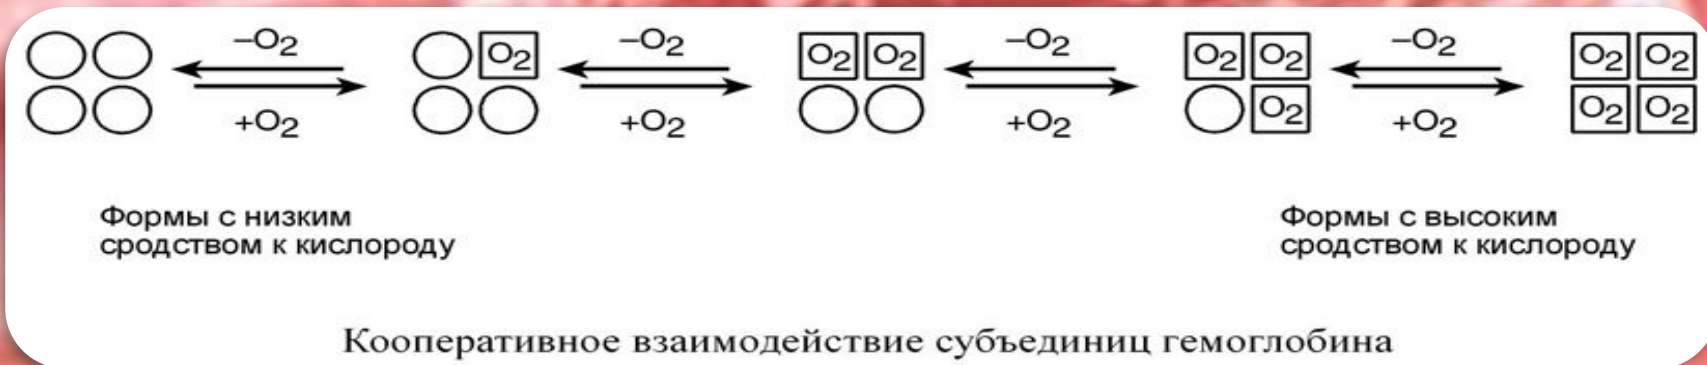 –O2 –O2 –O2 –O2
O2 O2 O2 O2 O2 O2 O2
O2 O2 O2
+O2 +O2 +O2 +O2
Формы с низким
сродством к кислороду
Формы с высоким
сродством к кислороду
Кооперативное взаимодействие субъединиц гемоглобина